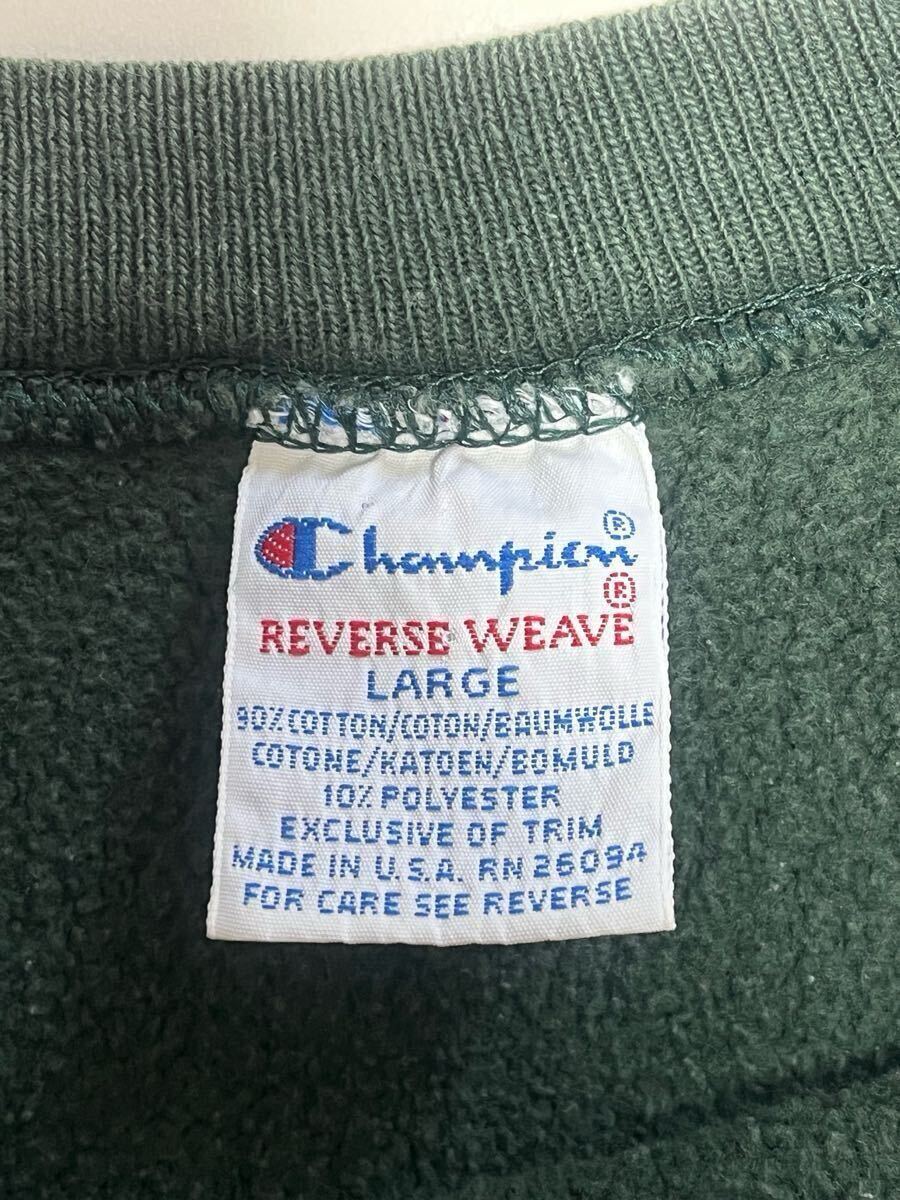 Champion®
REVERSE WEAVE®
LARGE
90% COTTON/COTON/BAUMWOLLE
COTONE/KATOEN/BOMULD
10% POLYESTER
EXCLUSIVE OF TRIM
MADE IN U.S.A. RN 26094
FOR CARE SEE REVERSE